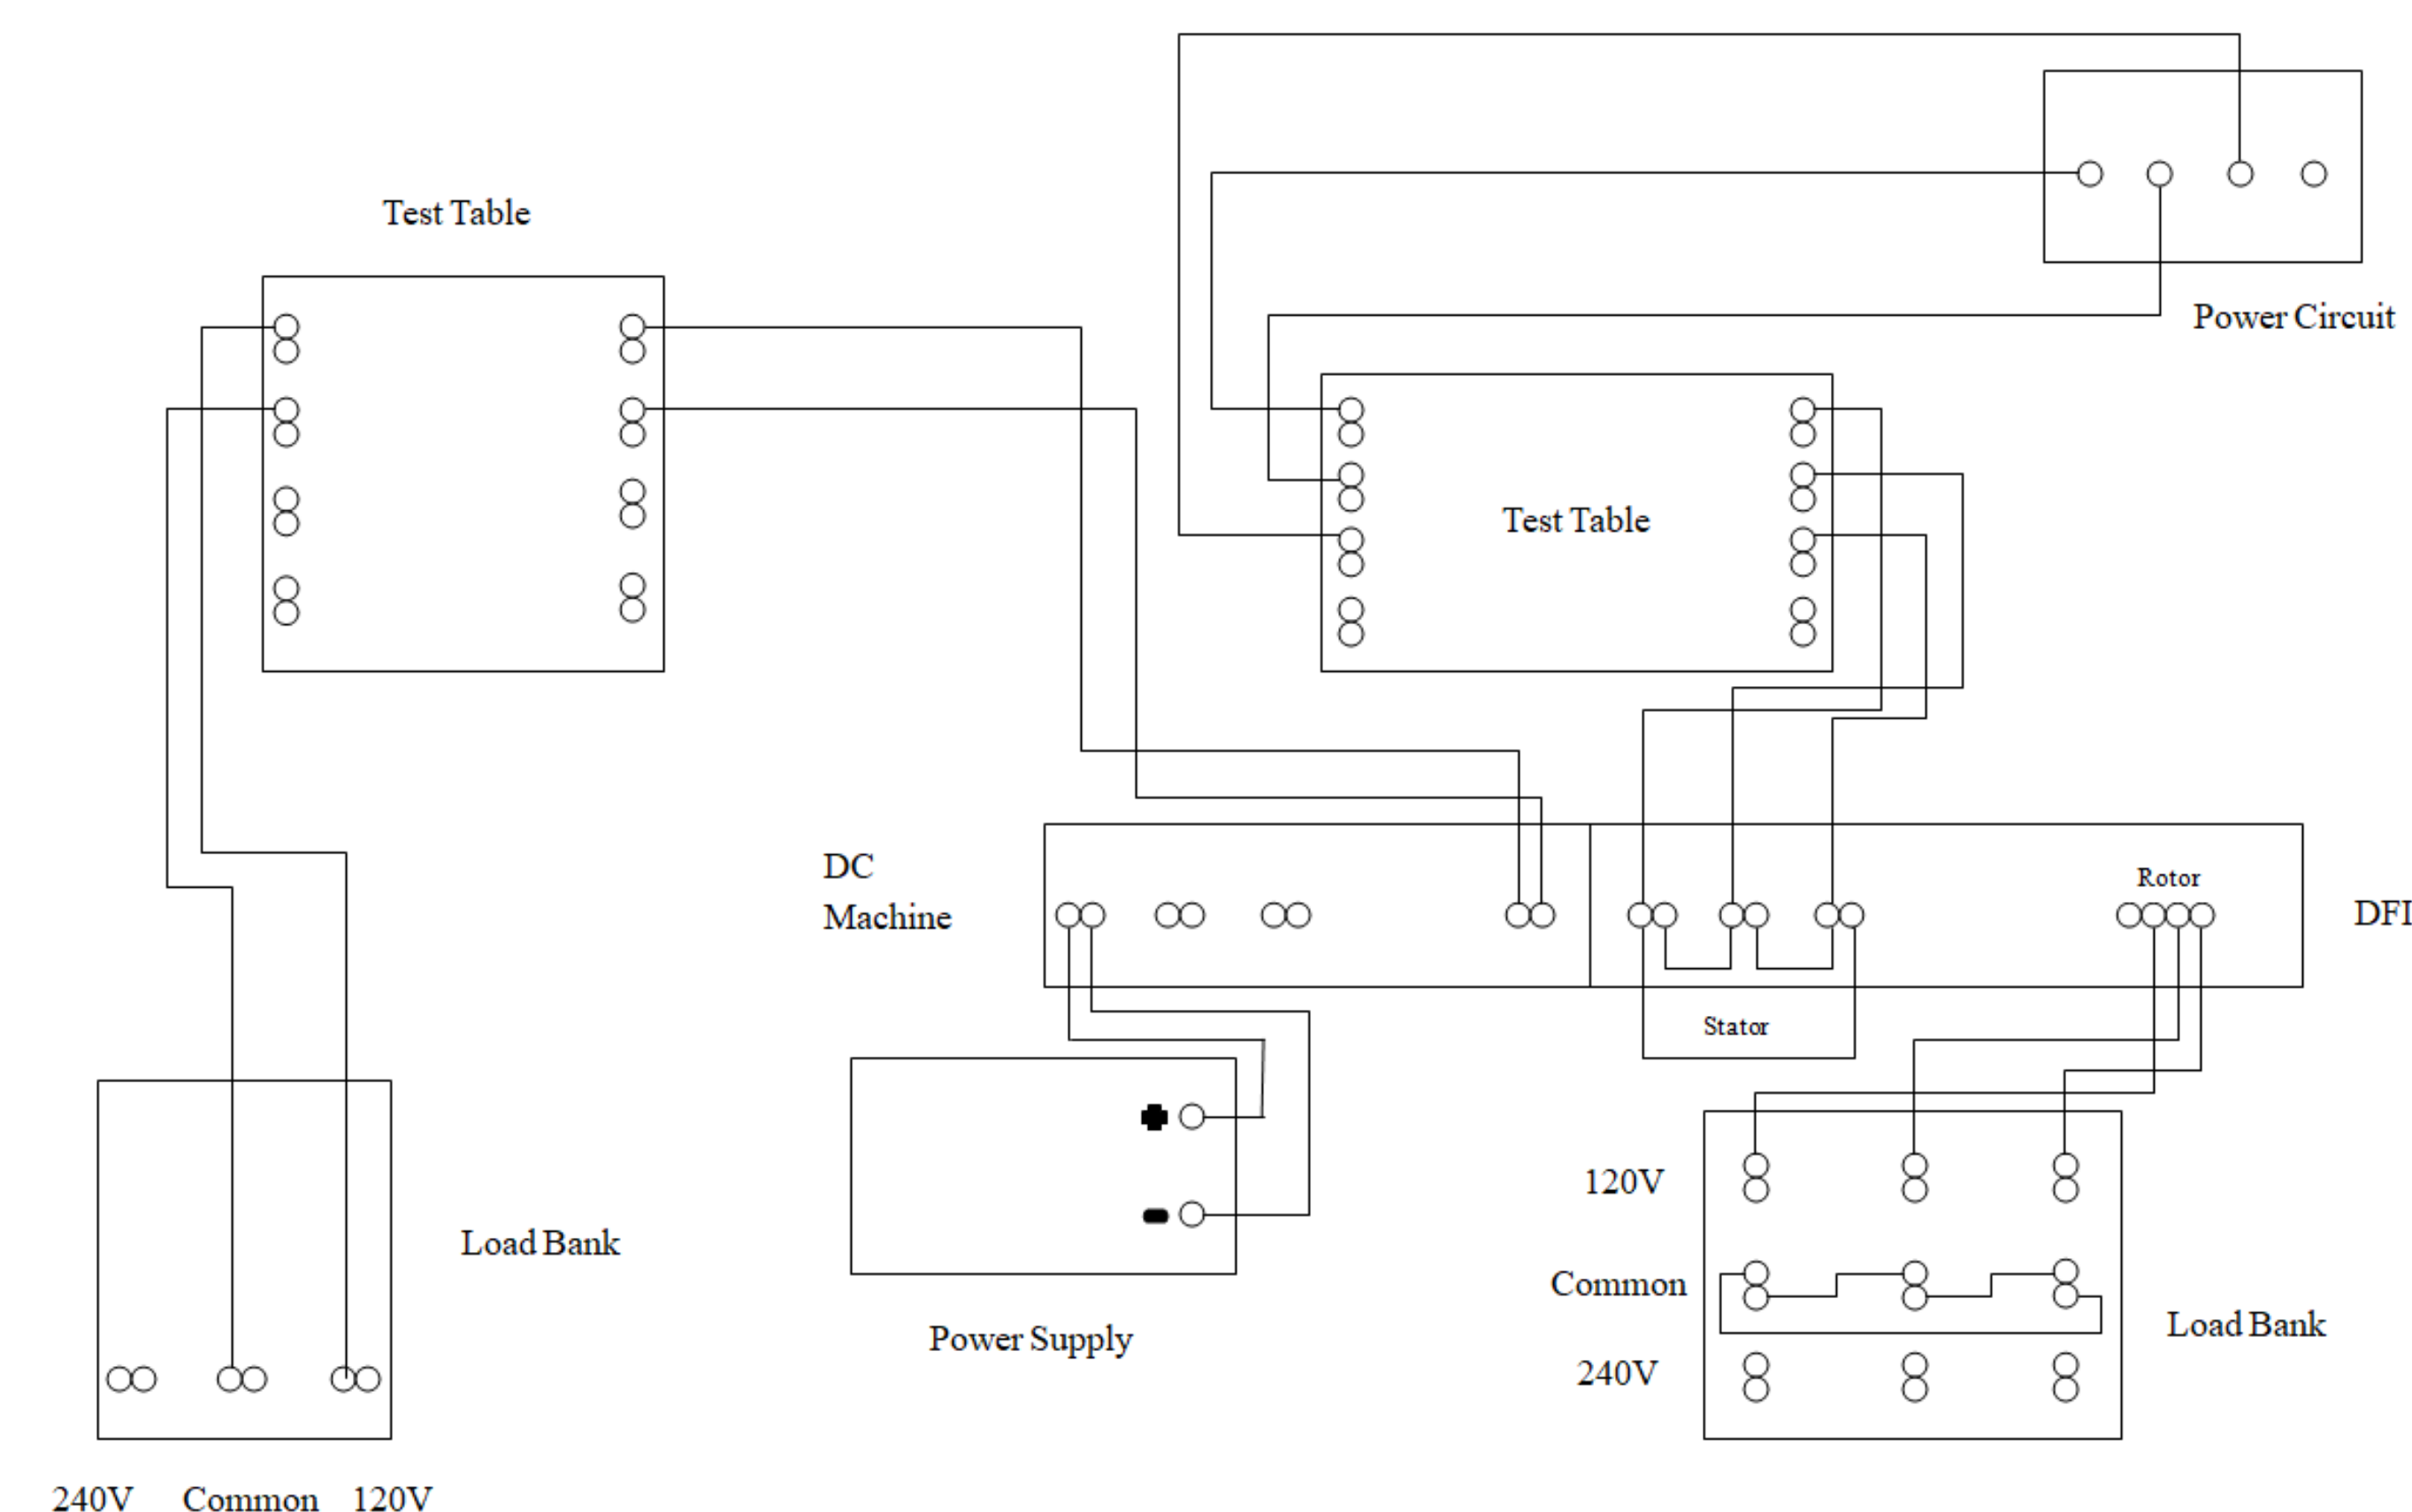 Test Table
Power Circuit
Test Table
DC
Machine
Rotor
DFI
Stator
120V
Load Bank
Common
Load Bank
Power Supply
240V
240V Common 120V